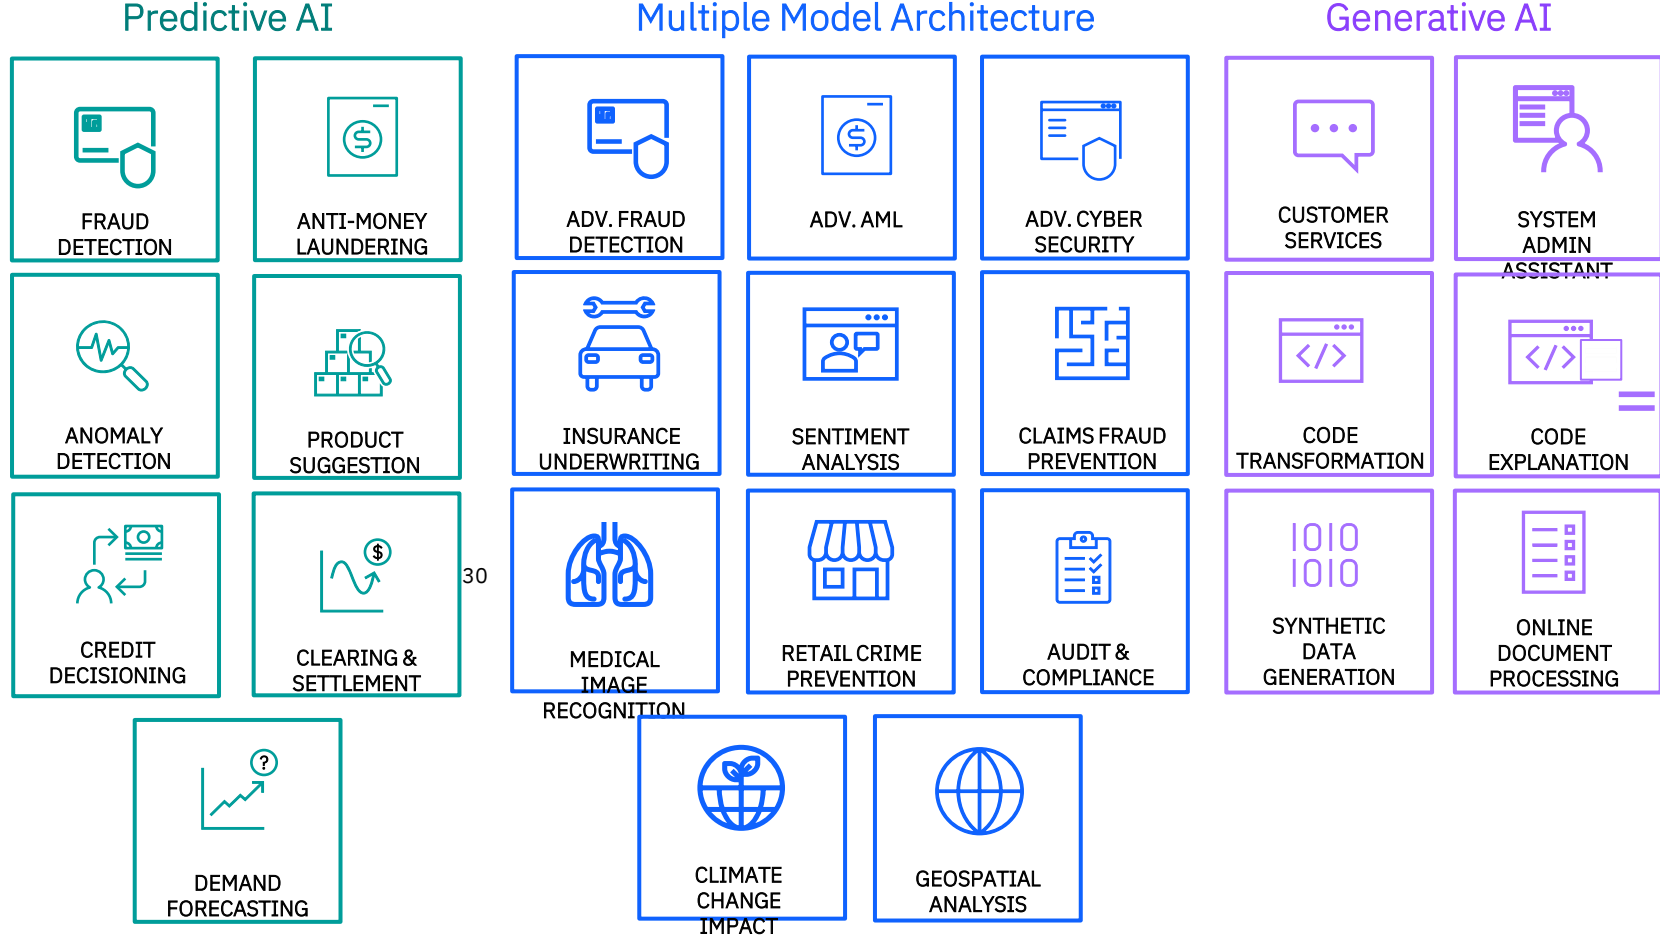 Predictive AI
Multiple Model Architecture
Generative AI
FRAUD
DETECTION
ANTI-MONEY
LAUNDERING
ADV. FRAUD
DETECTION
ADV. AML
ADV. CYBER
SECURITY
CUSTOMER
SERVICES
SYSTEM
ADMIN
ASSISTANT
ANOMALY
DETECTION
PRODUCT
SUGGESTION
INSURANCE
UNDERWRITING
SENTIMENT
ANALYSIS
CLAIMS FRAUD
PREVENTION
CODE
TRANSFORMATION
CODE
EXPLANATION
CREDIT
DECISIONING
$
CLEARING &
SETTLEMENT
30
MEDICAL
IMAGE
RECOGNITION
RETAIL CRIME
PREVENTION
AUDIT &
COMPLIANCE
IOIO
IOIO
SYNTHETIC
DATA
GENERATION
ONLINE
DOCUMENT
PROCESSING
?
DEMAND
FORECASTING
CLIMATE
CHANGE
IMPACT
GEOSPATIAL
ANALYSIS